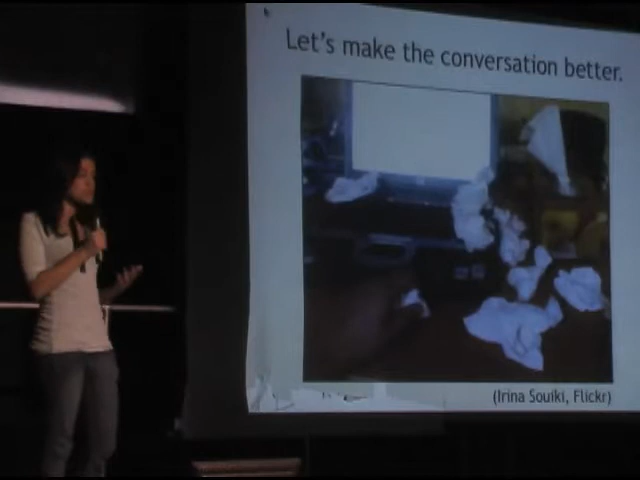 Let's make the conversation better.
(Irina Souiki, Flickr)